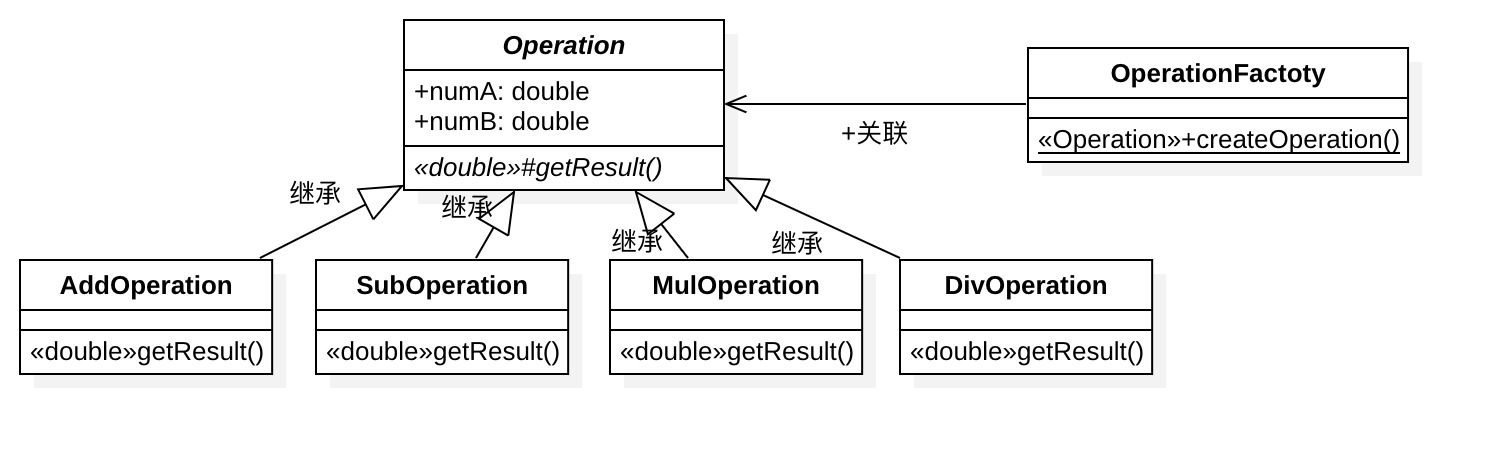 Operation
+numA: double
+numB: double
«double»#getResult()
OperationFactoty
«Operation»+createOperation()
+关联
继承
继承
继承
继承
AddOperation
«double»getResult()
SubOperation
«double»getResult()
MulOperation
«double»getResult()
DivOperation
«double»getResult()